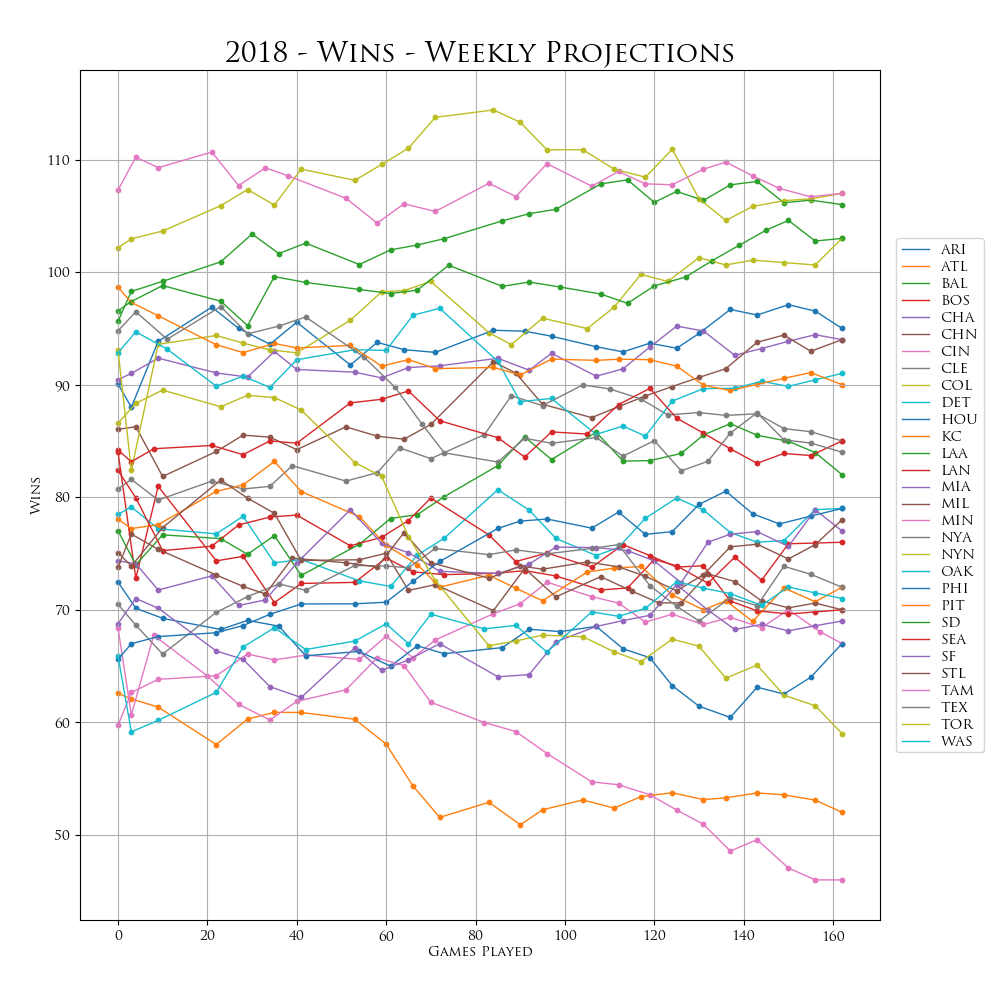 2018 - Wins - Weekly Projections
110
100
90
80
70
60
50
Wins
0 20 40 60 80 100 120 140 160
Games Played
ARI
ATL
BAL
BOS
CHA
CHN
CIN
CLE
COL
DET
HOU
KC
LAA
LAN
MIA
MIL
MIN
NYA
NYN
OAK
PHI
PIT
SD
SEA
SF
STL
TAM
TEX
TOR
WAS